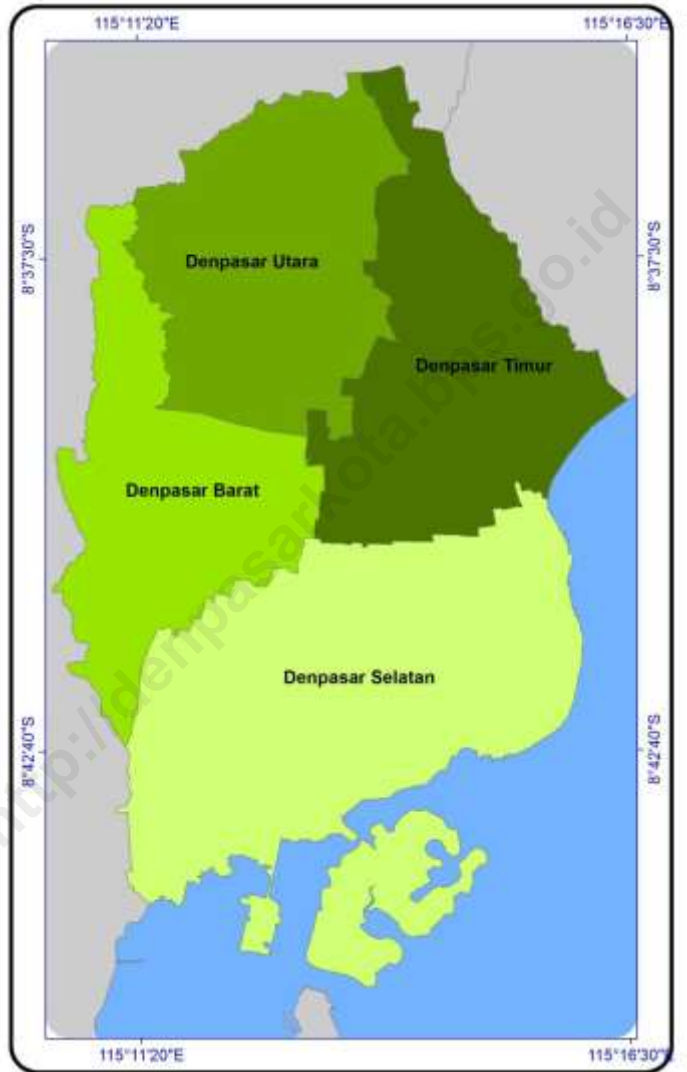 115°11'20"E
115°16'30"E
8°37'30"S
8°37'30"S
Denpasar Utara
Denpasar Timur
Denpasar Barat
Denpasar Selatan
8°42'40"S
8°42'40"S
115°11'20"E
115°16'30"E
http://denpasarkota.bps.go.id